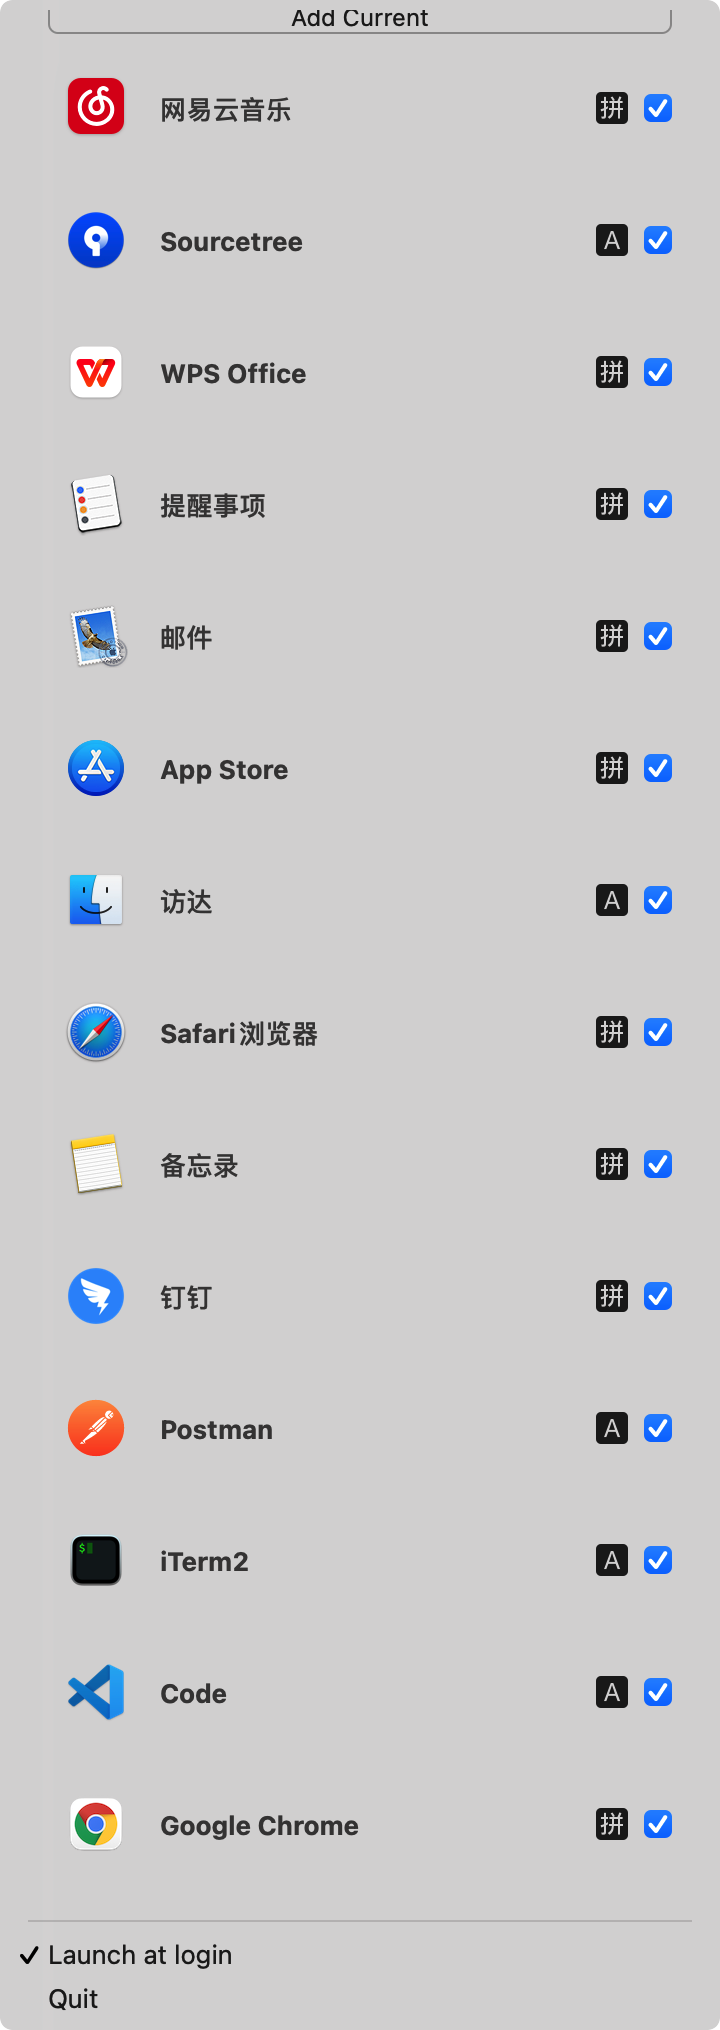 Add Current
网易云音乐 拼
Sourcetree A
WPS Office 拼
提醒事项 拼
邮件 拼
App Store 拼
访达 A
Safari浏览器 拼
备忘录 拼
钉钉 拼
Postman A
$
iTerm2 A
Code A
Google Chrome 拼
Launch at login
Quit